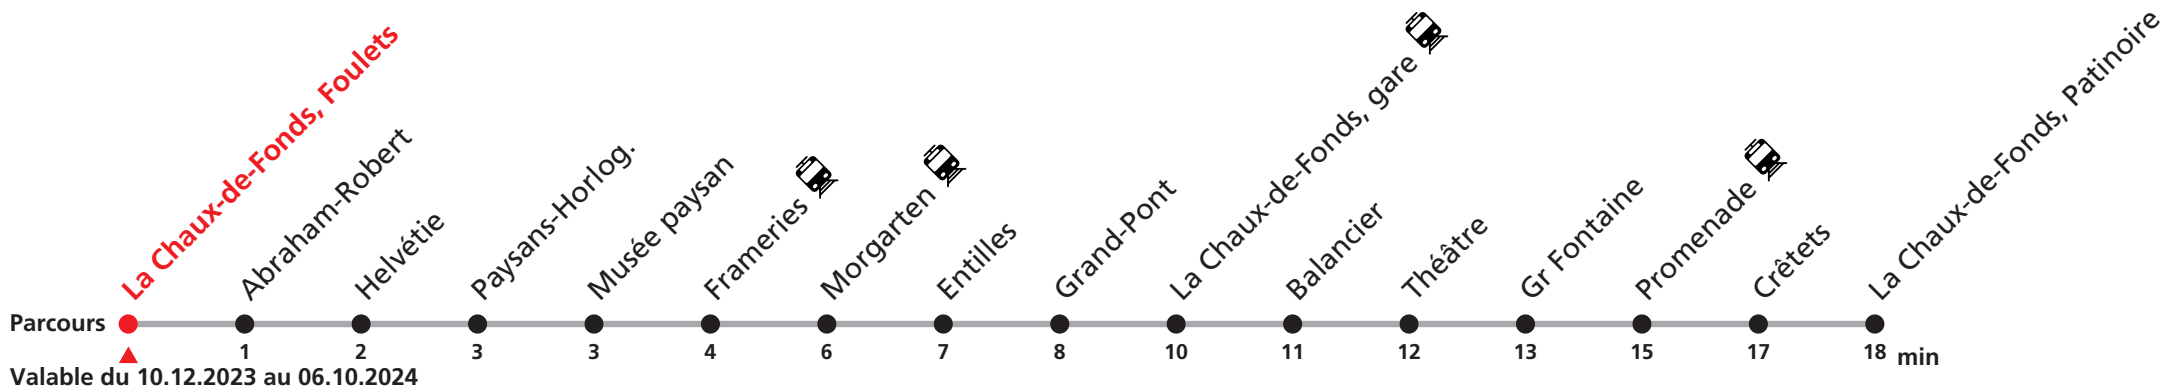 La Chaux-de-Fonds, Foulets
Abraham-Robert
Helvétie
Paysans-Horlog.
Musée paysan
Frameries
Morgarten
Entilles
Grand-Pont
La Chaux-de-Fonds, gare
Balancier
Théâtre
Gr Fontaine
Promenade
Crêtets
La Chaux-de-Fonds, Patinoire
Parcours
1 2 3 3 4 6 7 8 10 11 12 13 15 17 18 min
Valable du 10.12.2023 au 06.10.2024